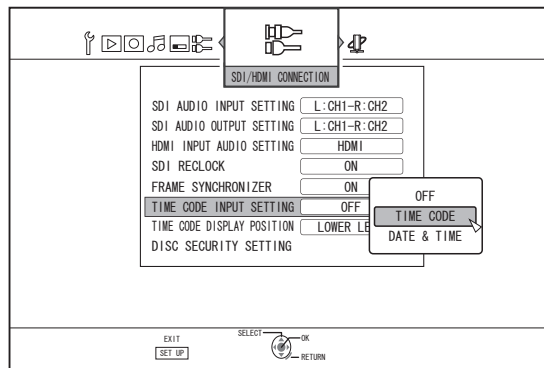 SDI/HDMI CONNECTION
SDI AUDIO INPUT SETTING L:CH1-R:CH2
SDI AUDIO OUTPUT SETTING L:CH1-R:CH2
HDMI INPUT AUDIO SETTING HDMI
SDI RECLOCK ON
FRAME SYNCHRONIZER ON
TIME CODE INPUT SETTING OFF
TIME CODE DISPLAY POSITION LOWER LE
DISC SECURITY SETTING
OFF
TIME CODE
DATE & TIME
EXIT
SET UP
SELECT
OK
RETURN